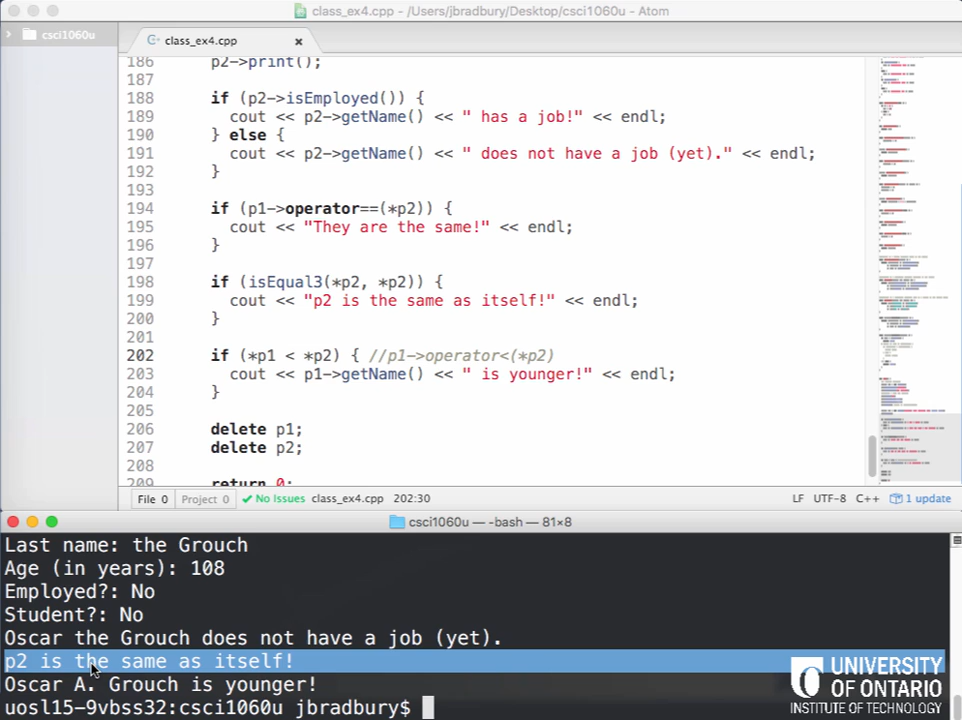 class_ex4.cpp - /Users/jbradbury/Desktop/csci1060u - Atom
csci1060u
class_ex4.cpp
186 p2->print();
187
188 if (p2->isEmployed()) {
189 cout << p2->getName() << " has a job!" << endl;
190 } else {
191 cout << p2->getName() << " does not have a job (yet)." << endl;
192 }
193
194 if (p1->operator==(*p2)) {
195 cout << "They are the same!" << endl;
196 }
197
198 if (isEqual3(*p2, *p2)) {
199 cout << "p2 is the same as itself!" << endl;
200 }
201
202 if (*p1 < *p2) { //p1->operator<(*p2)
203 cout << p1->getName() << " is younger!" << endl;
204 }
205
206 delete p1;
207 delete p2;
208
209 return 0;
File 0 Project 0 No Issues class_ex4.cpp 202:30 LF UTF-8 C++ 1 update
csci1060u — -bash — 81×8
Last name: the Grouch
Age (in years): 108
Employed?: No
Student?: No
Oscar the Grouch does not have a job (yet).
p2 is the same as itself!
Oscar A. Grouch is younger!
uosl15-9vbss32:csci1060u jbradbury$
UNIVERSITY
OF ONTARIO
INSTITUTE OF TECHNOLOGY